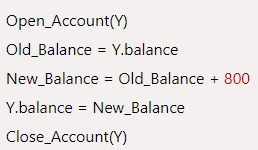 Open_Account(Y)
Old_Balance = Y.balance
New_Balance = Old_Balance + 800
Y.balance = New_Balance
Close_Account(Y)